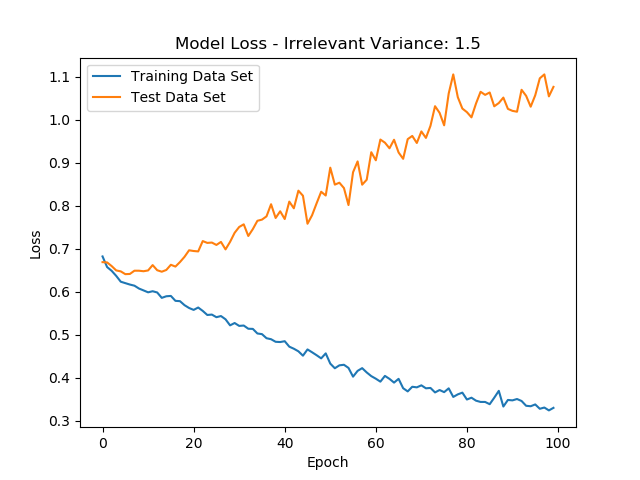 Model Loss - Irrelevant Variance: 1.5
Training Data Set
Test Data Set
1.1
1.0
0.9
0.8
0.7
0.6
0.5
0.4
0.3
Loss
0 20 40 60 80 100
Epoch